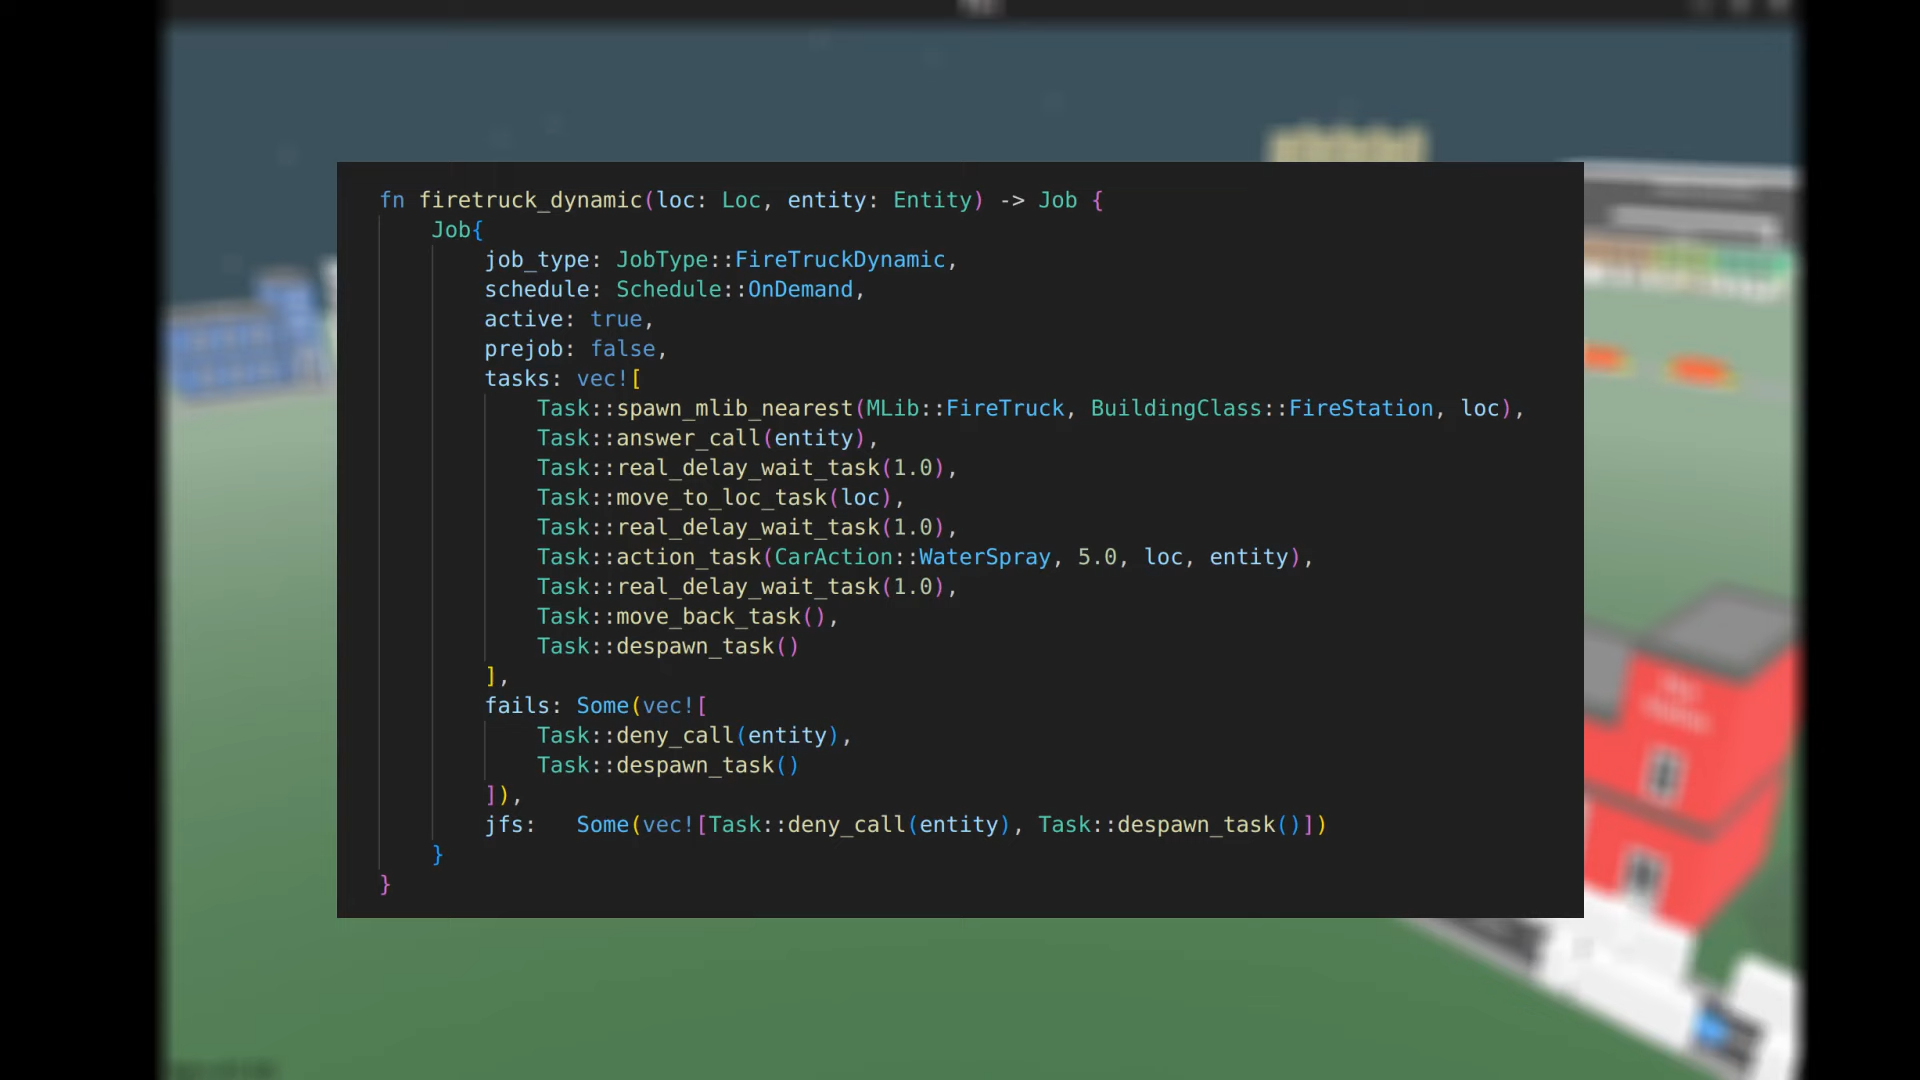 fn firetruck_dynamic(loc: Loc, entity: Entity) -> Job {
    Job{
        job_type: JobType::FireTruckDynamic,
        schedule: Schedule::OnDemand,
        active: true,
        prejob: false,
        tasks: vec![
            Task::spawn_mlib_nearest(MLib::FireTruck, BuildingClass::FireStation, loc),
            Task::answer_call(entity),
            Task::real_delay_wait_task(1.0),
            Task::move_to_loc_task(loc),
            Task::real_delay_wait_task(1.0),
            Task::action_task(CarAction::WaterSpray, 5.0, loc, entity),
            Task::real_delay_wait_task(1.0),
            Task::move_back_task(),
            Task::despawn_task()
        ],
        fails: Some(vec![
            Task::deny_call(entity),
            Task::despawn_task()
        ]),
        jfs:   Some(vec![Task::deny_call(entity), Task::despawn_task()])
    }
}